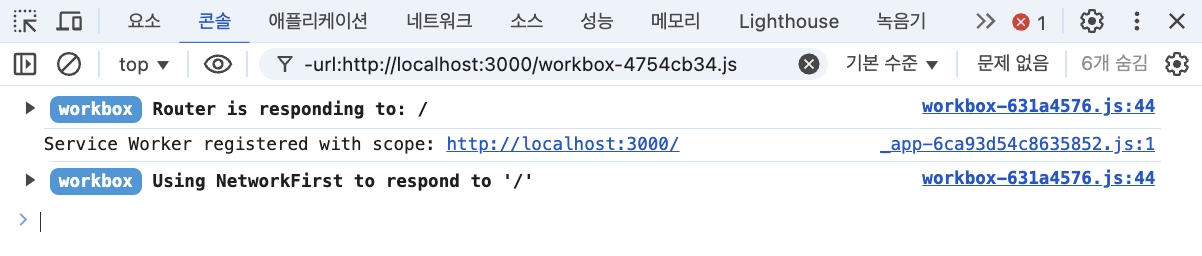 요소 콘솔 애플리케이션 네트워크 소스 성능 메모리 Lighthouse 녹음기 1
top -url:http://localhost:3000/workbox-4754cb34.js 기본 수준 문제 없음 6개 숨김
workbox Router is responding to: / workbox-631a4576.js:44
Service Worker registered with scope: http://localhost:3000/ _app-6ca93d54c8635852.js:1
workbox Using NetworkFirst to respond to '/' workbox-631a4576.js:44